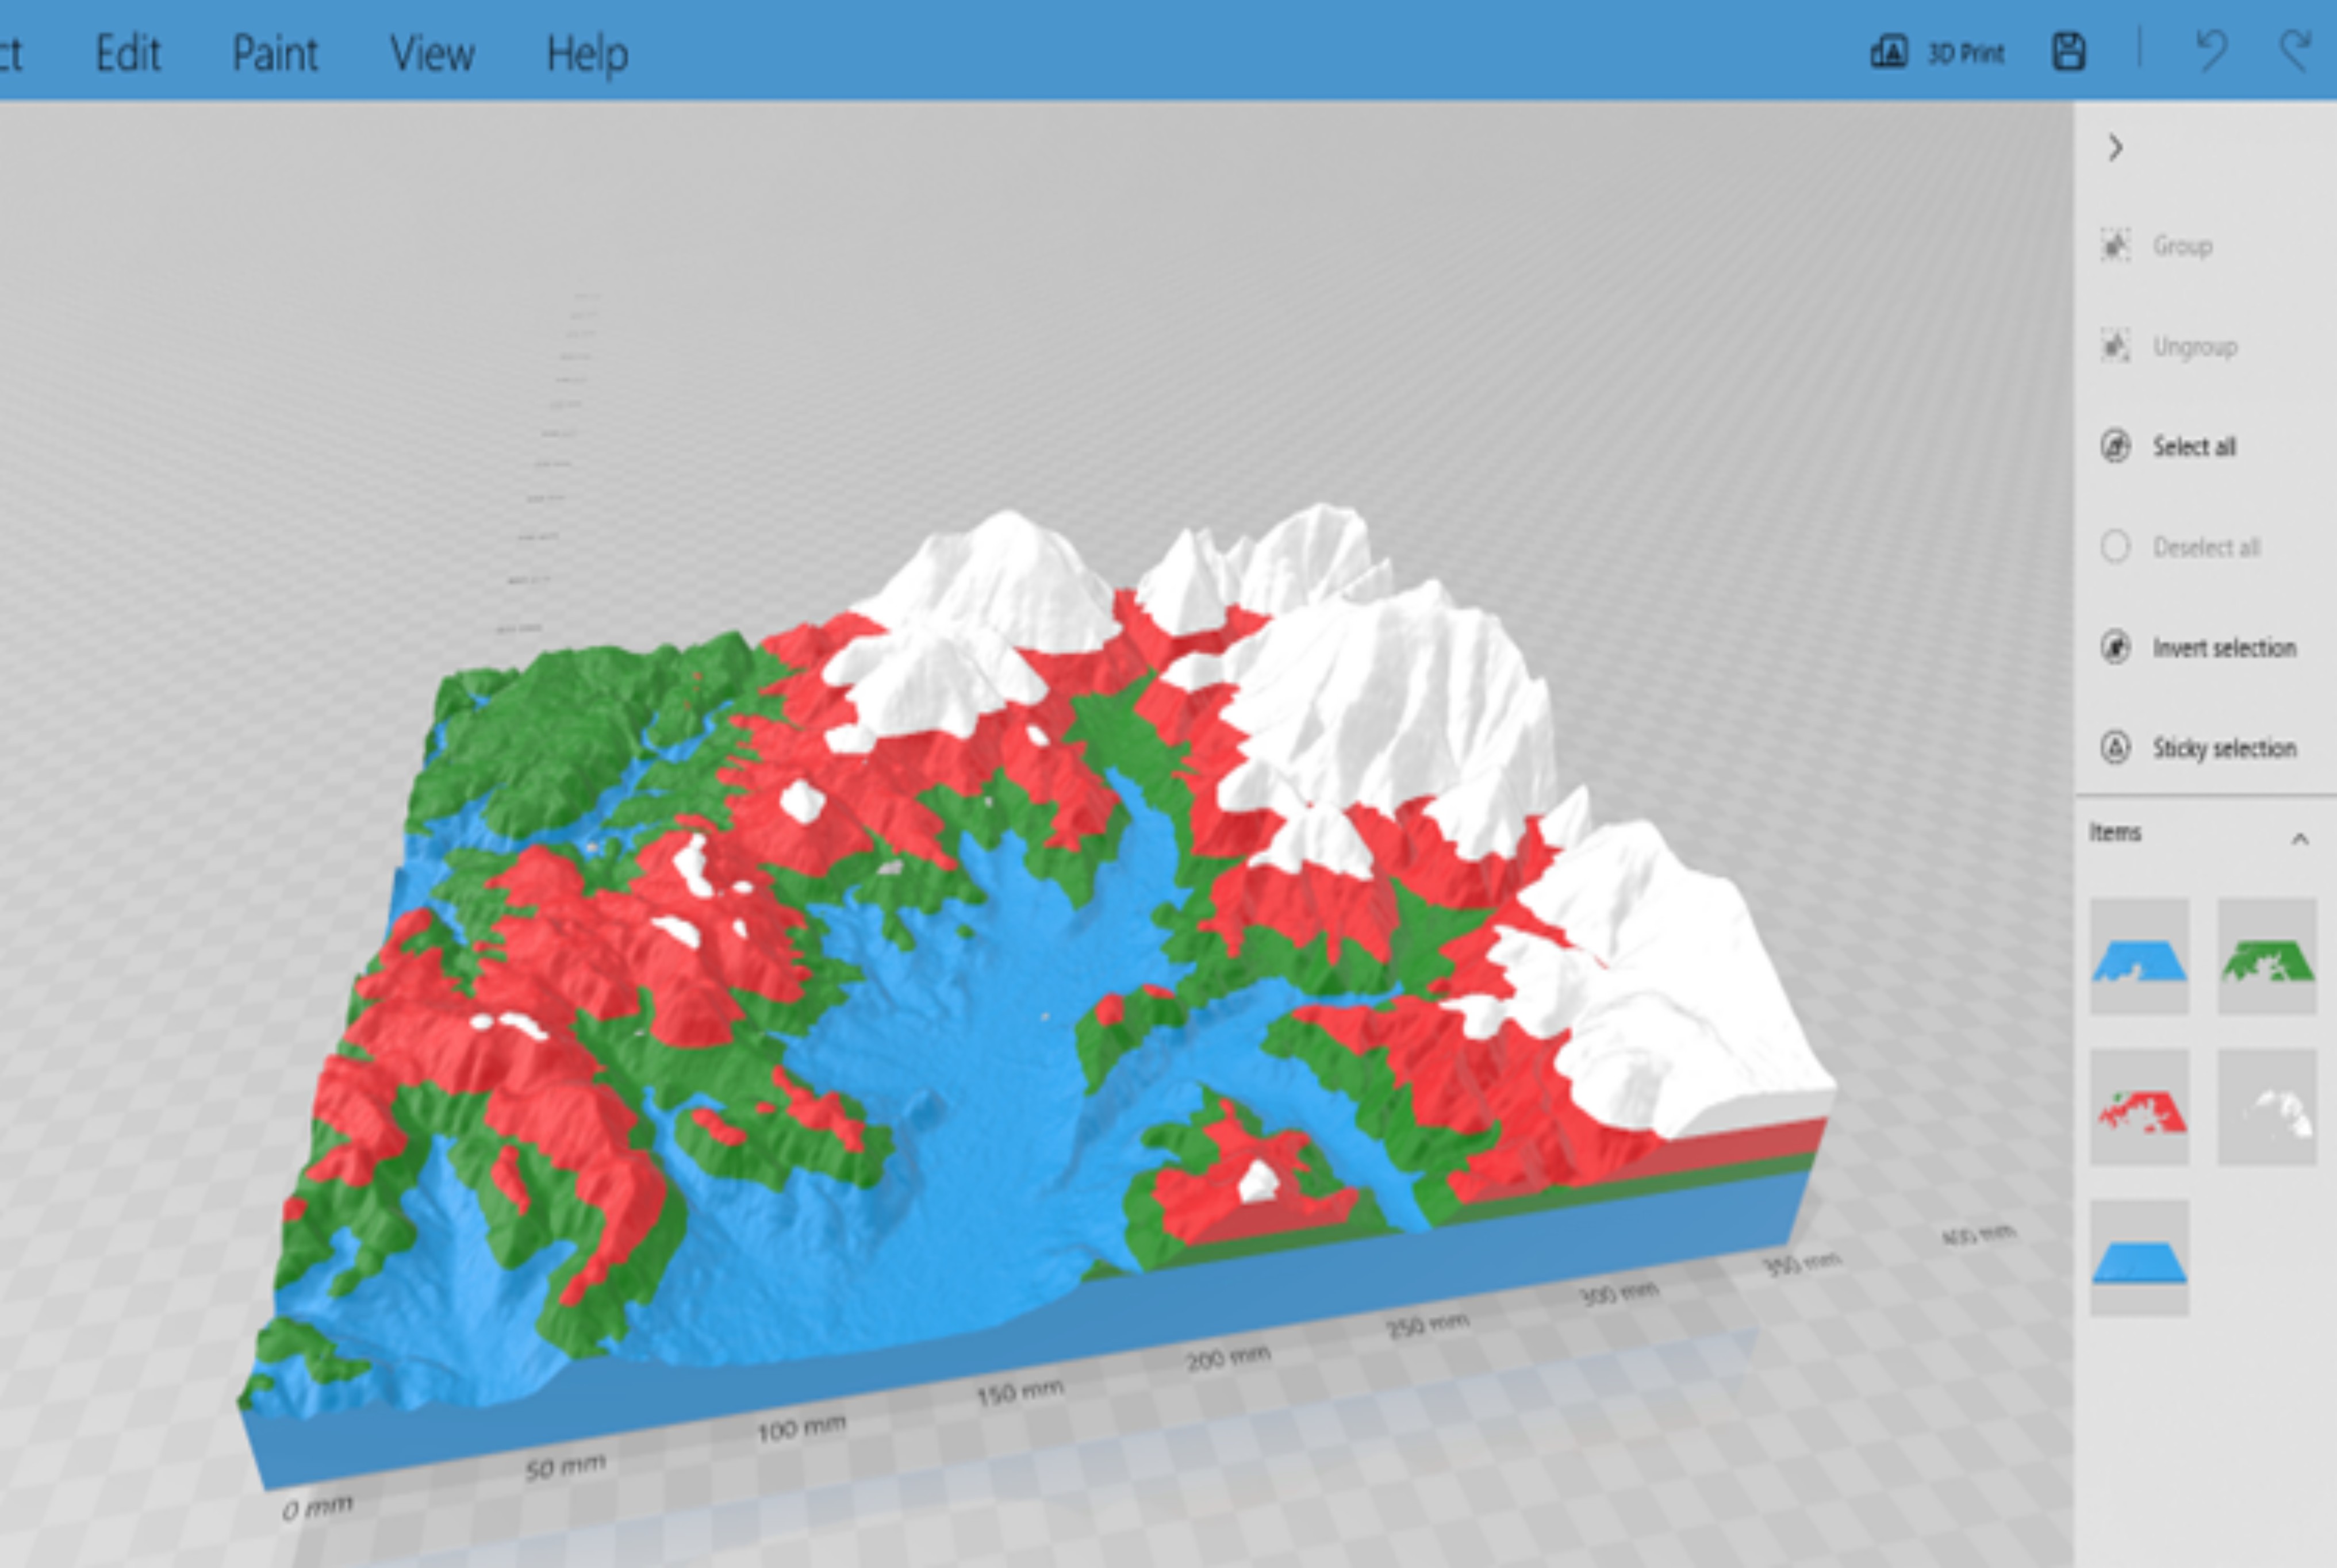 ct Edit Paint View Help 3D Print
Group
Ungroup
Select all
Deselect all
Invert selection
Sticky selection
Items
0 mm
50 mm
100 mm
150 mm
200 mm
250 mm
300 mm
350 mm
400 mm